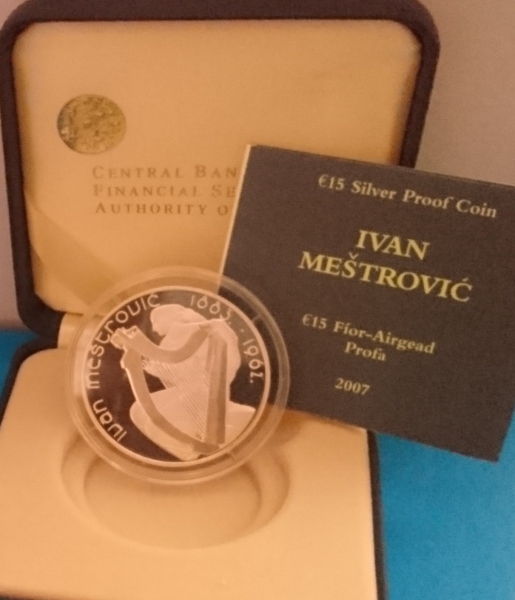 CENTRAL BAN
FINANCIAL SE
AUTHORITY O
€15 Silver Proof Coin
IVAN
MEŠTROVIĆ
€15 Fíor-Airgead
Profa
2007
IVAN MEŠTROVIĆ 1883. - 1961.